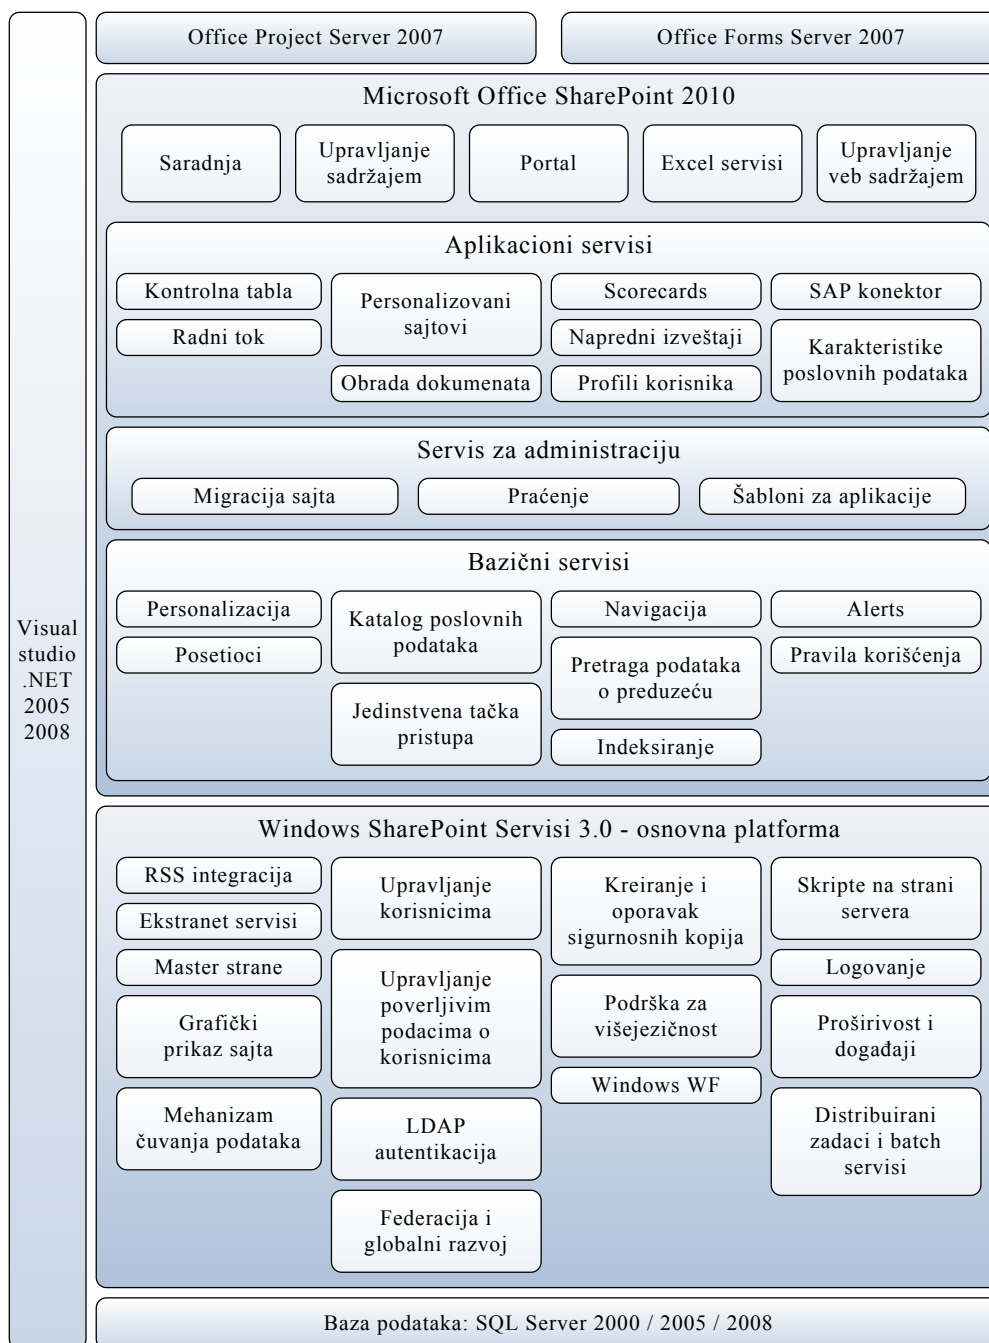 Office Project Server 2007
Office Forms Server 2007
Microsoft Office SharePoint 2010
Saradnja
Upravljanje
sadržajem
Portal
Excel servisi
Upravljanje
veb sadržajem
Aplikacioni servisi
Kontrolna tabla
Radni tok
Personalizovani
sajtovi
Obrada dokumenata
Scorecards
Napredni izveštaji
Profili korisnika
SAP konektor
Karakteristike
poslovnih podataka
Servis za administraciju
Migracija sajta
Praćenje
Šabloni za aplikacije
Bazični servisi
Personalizacija
Posetioci
Katalog poslovnih
podataka
Jedinstvena tačka
pristupa
Navigacija
Pretraga podataka
o preduzeću
Indeksiranje
Alerts
Pravila korišćenja
Visual
studio
.NET
2005
2008
Windows SharePoint Servisi 3.0 - osnovna platforma
RSS integracija
Ekstranet servisi
Master strane
Grafički
prikaz sajta
Mehanizam
čuvanja podataka
Upravljanje
korisnicima
Upravljanje
poverljivim
podacima o
korisnicima
LDAP
autentikacija
Federacija i
globalni razvoj
Kreiranje i
oporavak
sigurnosnih kopija
Podrška za
višejezičnost
Windows WF
Skripte na strani
servera
Logovanje
Proširivost i
događaji
Distribuirani
zadaci i batch
servisi
Baza podataka: SQL Server 2000 / 2005 / 2008